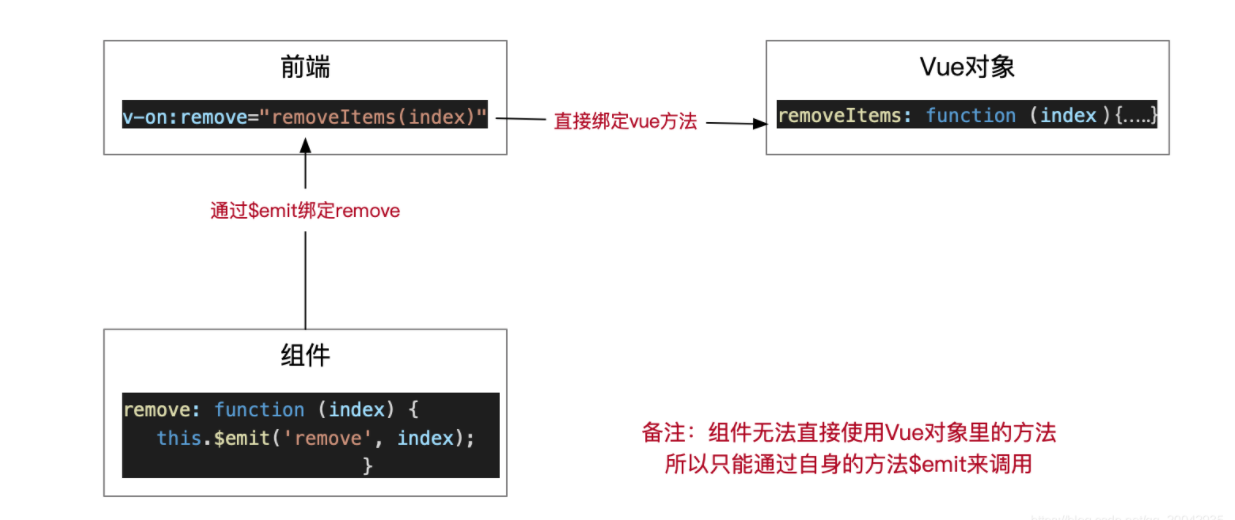 前端
Vue对象
v-on:remove="removeItems(index)"
直接绑定vue方法
removeItems: function (index){.....}
通过$emit绑定remove
组件
remove: function (index) {
this.$emit('remove', index);
}
备注：组件无法直接使用Vue对象里的方法
所以只能通过自身的方法$emit来调用